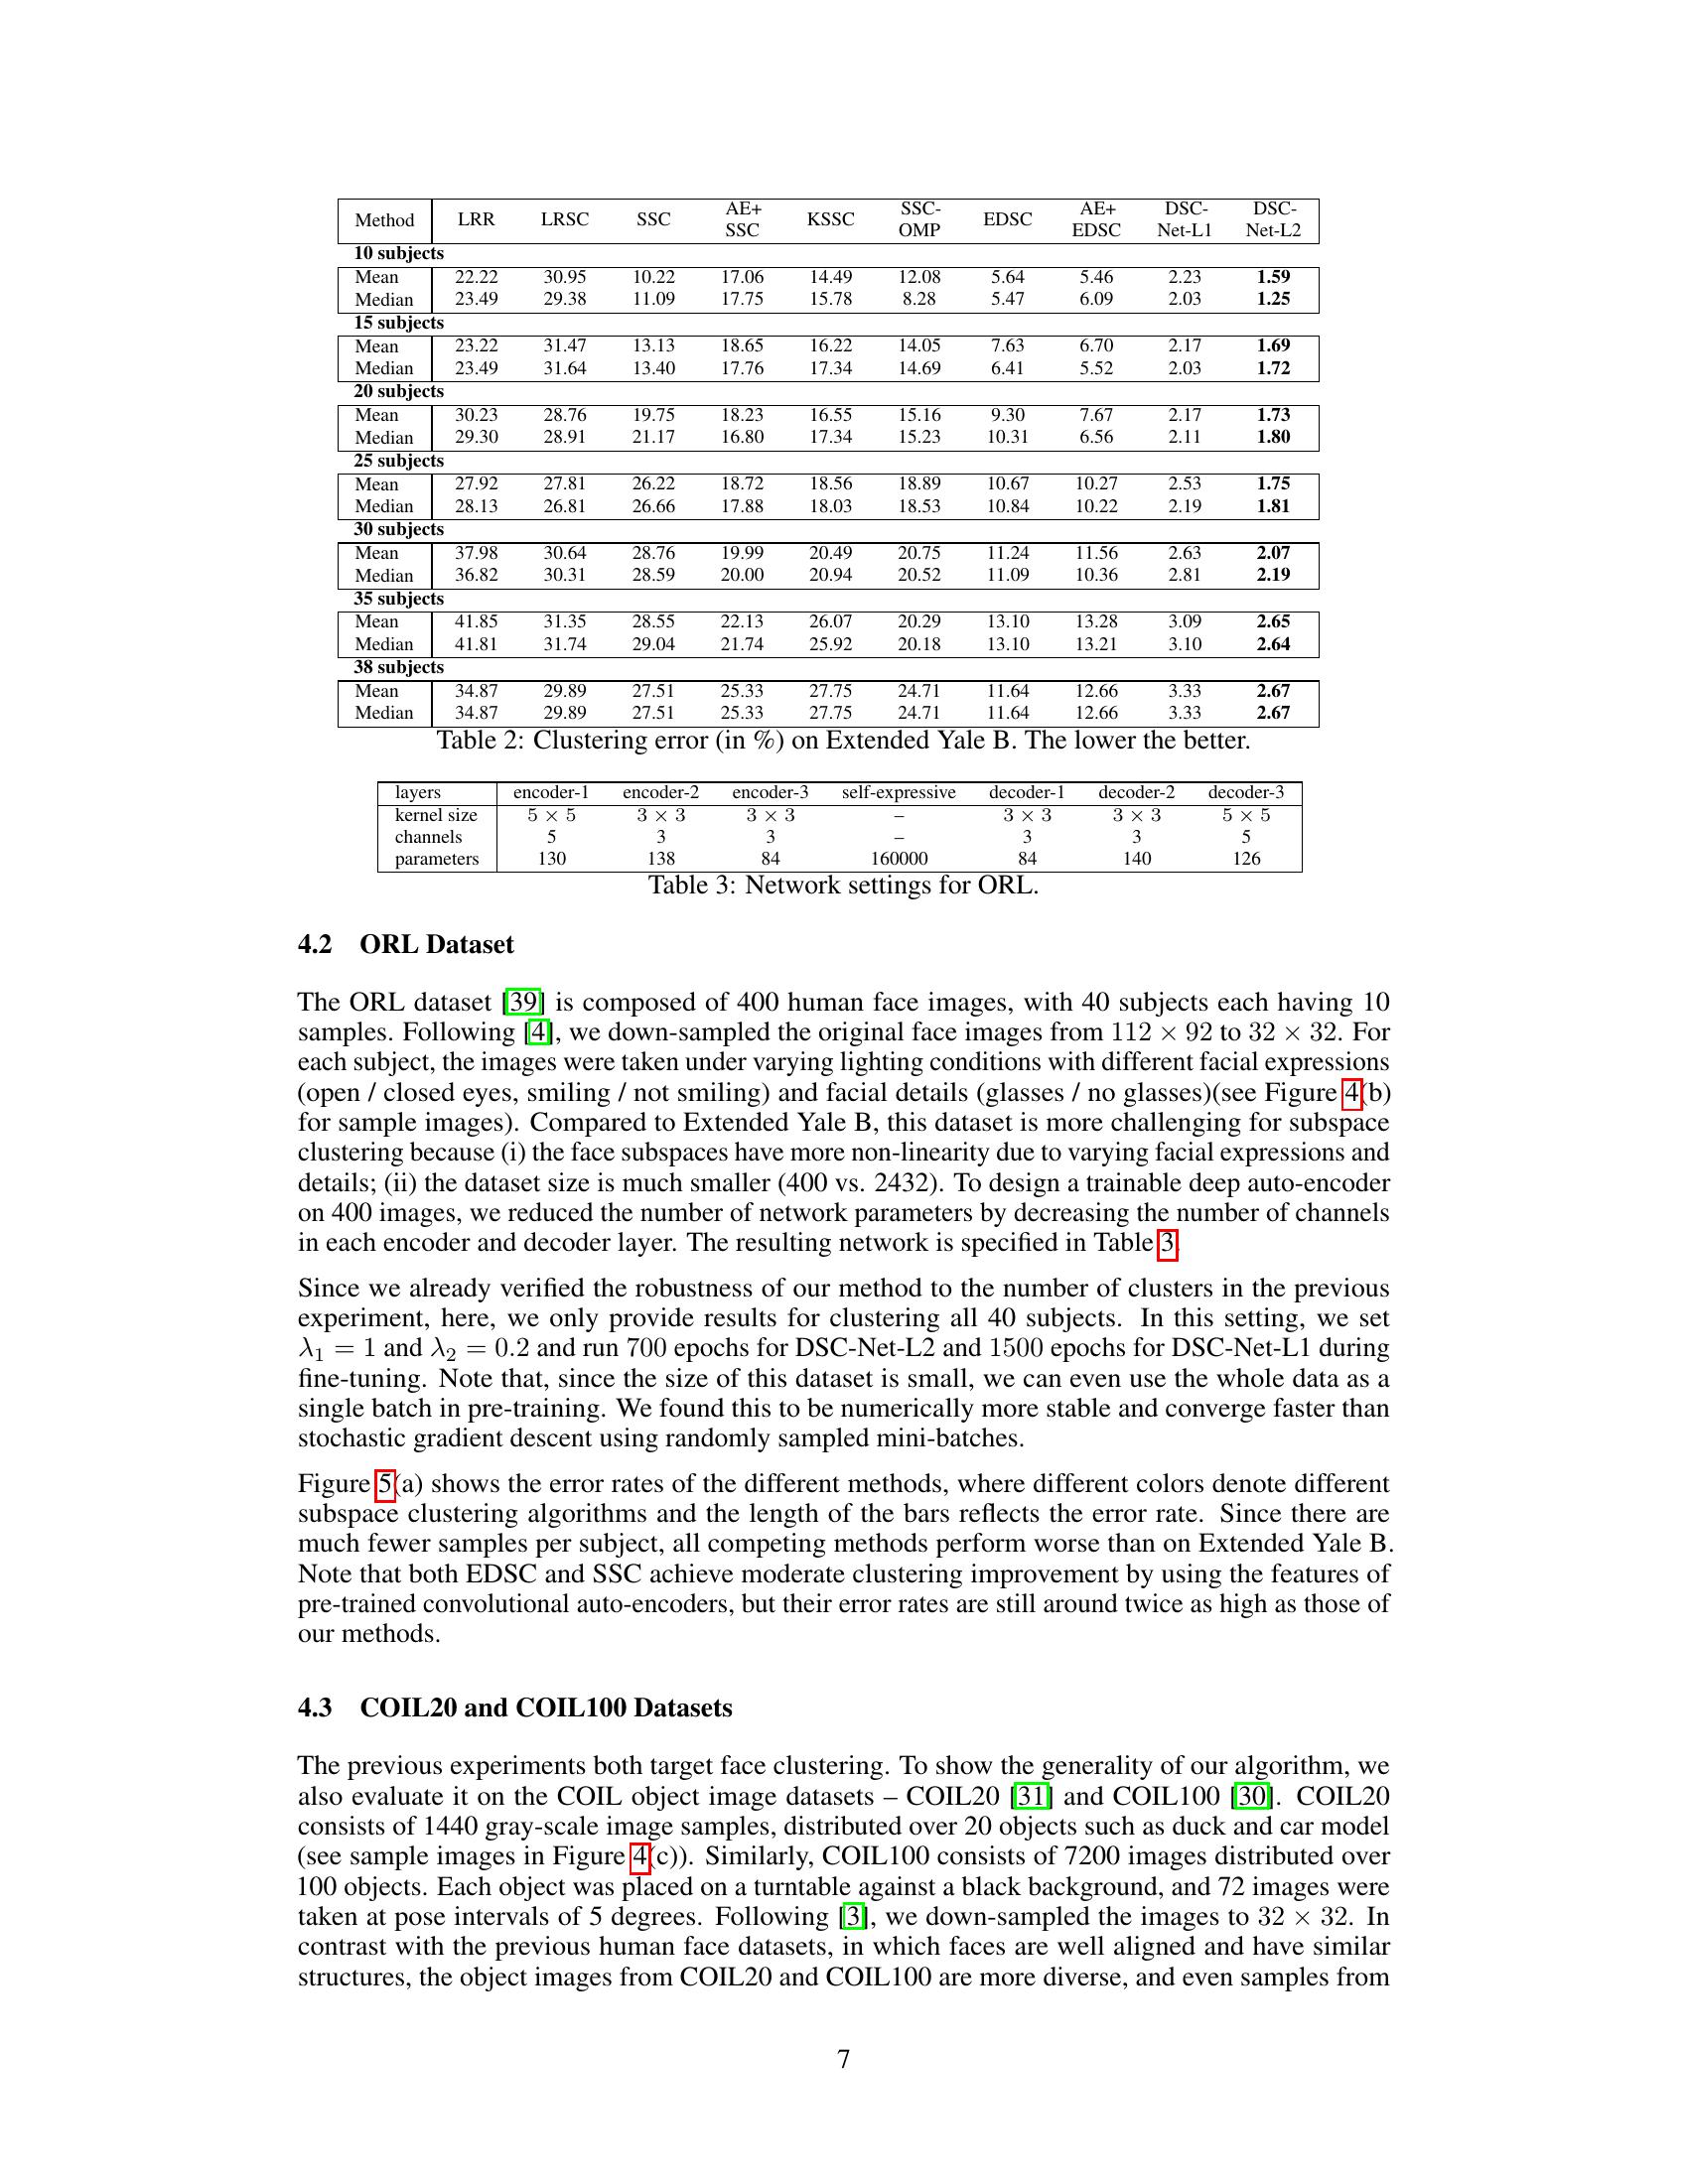 Method LRR LRSC SSC AE+ SSC KSSC SSC-OMP EDSC AE+ EDSC DSC-Net-L1 DSC-Net-L2
10 subjects
Mean 22.22 30.95 10.22 17.06 14.49 12.08 5.64 5.46 2.23 1.59
Median 23.49 29.38 11.09 17.75 15.78 8.28 5.47 6.09 2.03 1.25
15 subjects
Mean 23.22 31.47 13.13 18.65 16.22 14.05 7.63 6.70 2.17 1.69
Median 23.49 31.64 13.40 17.76 17.34 14.69 6.41 5.52 2.03 1.72
20 subjects
Mean 30.23 28.76 19.75 18.23 16.55 15.16 9.30 7.67 2.17 1.73
Median 29.30 28.91 21.17 16.80 17.34 15.23 10.31 6.56 2.11 1.80
25 subjects
Mean 27.92 27.81 26.22 18.72 18.56 18.89 10.67 10.27 2.53 1.75
Median 28.13 26.81 26.66 17.88 18.03 18.53 10.84 10.22 2.19 1.81
30 subjects
Mean 37.98 30.64 28.76 19.99 20.49 20.75 11.24 11.56 2.63 2.07
Median 36.82 30.31 28.59 20.00 20.94 20.52 11.09 10.36 2.81 2.19
35 subjects
Mean 41.85 31.35 28.55 22.13 26.07 20.29 13.10 13.28 3.09 2.65
Median 41.81 31.74 29.04 21.74 25.92 20.18 13.10 13.21 3.10 2.64
38 subjects
Mean 34.87 29.89 27.51 25.33 27.75 24.71 11.64 12.66 3.33 2.67
Median 34.87 29.89 27.51 25.33 27.75 24.71 11.64 12.66 3.33 2.67
Table 2: Clustering error (in %) on Extended Yale B. The lower the better.
layers encoder-1 encoder-2 encoder-3 self-expressive decoder-1 decoder-2 decoder-3
kernel size 5 × 5 3 × 3 3 × 3 – 3 × 3 3 × 3 5 × 5
channels 5 3 3 – 3 3 5
parameters 130 138 84 160000 84 140 126
Table 3: Network settings for ORL.
4.2 ORL Dataset
The ORL dataset [39] is composed of 400 human face images, with 40 subjects each having 10
samples. Following [4], we down-sampled the original face images from 112 × 92 to 32 × 32. For
each subject, the images were taken under varying lighting conditions with different facial expressions
(open / closed eyes, smiling / not smiling) and facial details (glasses / no glasses)(see Figure 4(b)
for sample images). Compared to Extended Yale B, this dataset is more challenging for subspace
clustering because (i) the face subspaces have more non-linearity due to varying facial expressions and
details; (ii) the dataset size is much smaller (400 vs. 2432). To design a trainable deep auto-encoder
on 400 images, we reduced the number of network parameters by decreasing the number of channels
in each encoder and decoder layer. The resulting network is specified in Table 3.
Since we already verified the robustness of our method to the number of clusters in the previous
experiment, here, we only provide results for clustering all 40 subjects. In this setting, we set
λ₁ = 1 and λ₂ = 0.2 and run 700 epochs for DSC-Net-L2 and 1500 epochs for DSC-Net-L1 during
fine-tuning. Note that, since the size of this dataset is small, we can even use the whole data as a
single batch in pre-training. We found this to be numerically more stable and converge faster than
stochastic gradient descent using randomly sampled mini-batches.
Figure 5(a) shows the error rates of the different methods, where different colors denote different
subspace clustering algorithms and the length of the bars reflects the error rate. Since there are
much fewer samples per subject, all competing methods perform worse than on Extended Yale B.
Note that both EDSC and SSC achieve moderate clustering improvement by using the features of
pre-trained convolutional auto-encoders, but their error rates are still around twice as high as those of
our methods.
4.3 COIL20 and COIL100 Datasets
The previous experiments both target face clustering. To show the generality of our algorithm, we
also evaluate it on the COIL object image datasets – COIL20 [31] and COIL100 [30]. COIL20
consists of 1440 gray-scale image samples, distributed over 20 objects such as duck and car model
(see sample images in Figure 4(c)). Similarly, COIL100 consists of 7200 images distributed over
100 objects. Each object was placed on a turntable against a black background, and 72 images were
taken at pose intervals of 5 degrees. Following [3], we down-sampled the images to 32 × 32. In
contrast with the previous human face datasets, in which faces are well aligned and have similar
structures, the object images from COIL20 and COIL100 are more diverse, and even samples from
7